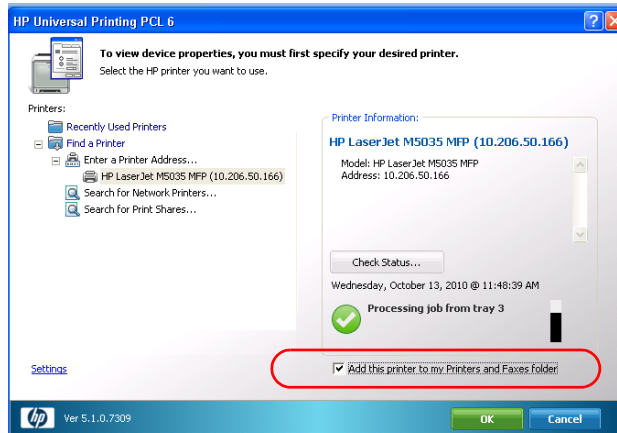 HP Universal Printing PCL 6
To view device properties, you must first specify your desired printer.
Select the HP printer you want to use.
Printers:
Recently Used Printers
Find a Printer
Enter a Printer Address...
HP LaserJet M5035 MFP (10.206.50.166)
Search for Network Printers...
Search for Print Shares...
Printer Information:
HP LaserJet M5035 MFP (10.206.50.166)
Model: HP LaserJet M5035 MFP
Address: 10.206.50.166
Check Status...
Wednesday, October 13, 2010 @ 11:48:39 AM
Processing job from tray 3
Settings
Add this printer to my Printers and Faxes folder
hp
Ver 5.1.0.7309
OK
Cancel